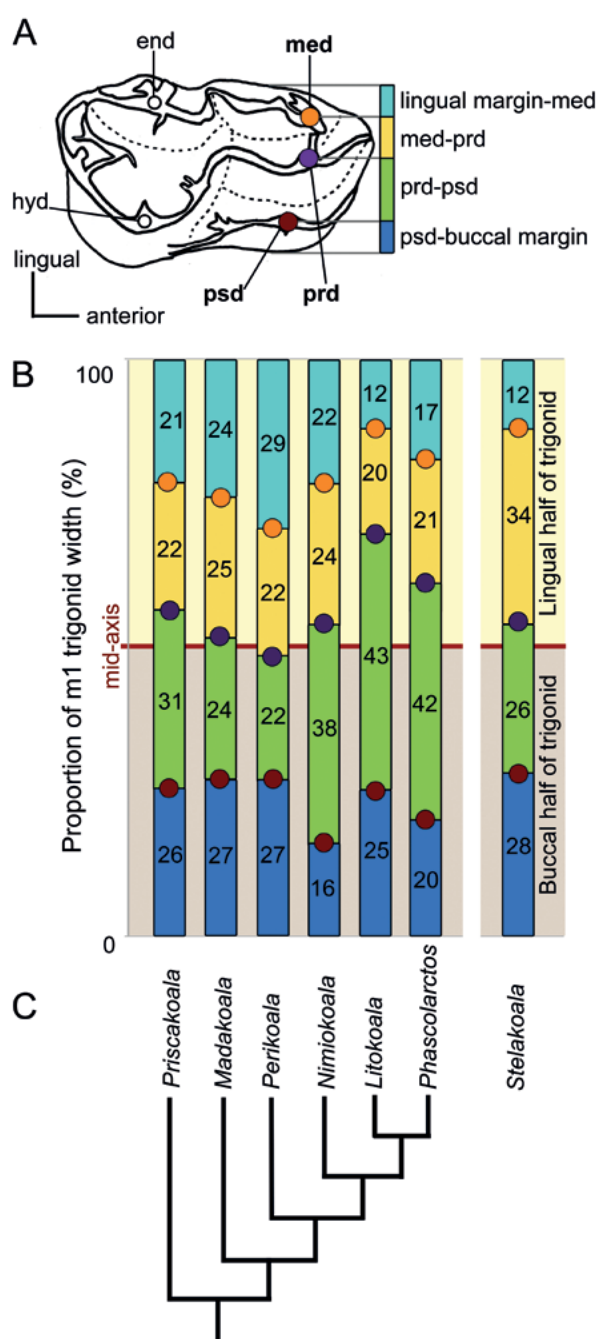 A
end
med
lingual margin-med
med-prd
prd-psd
psd-buccal margin
hyd
lingual
anterior
psd
prd
B
100
0
Proportion of m1 trigonid width (%)
mid-axis
Lingual half of trigonid
Buccal half of trigonid
21
22
31
26
24
25
24
27
29
22
22
27
22
24
38
16
12
20
43
25
17
21
42
20
12
34
26
28
C
Priscakoala
Madakoala
Perikoala
Nimiokoala
Litokoala
Phascolarctos
Stelakoala